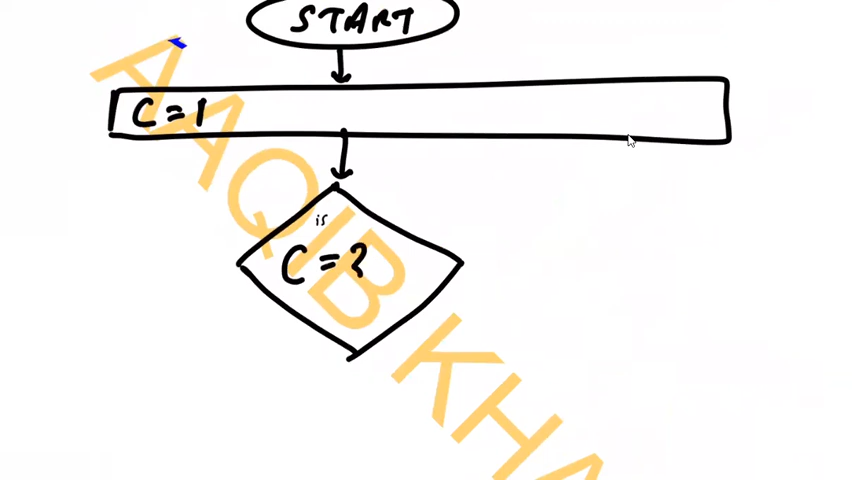 START
C = 1
is
C = ?
AAQIB KHA